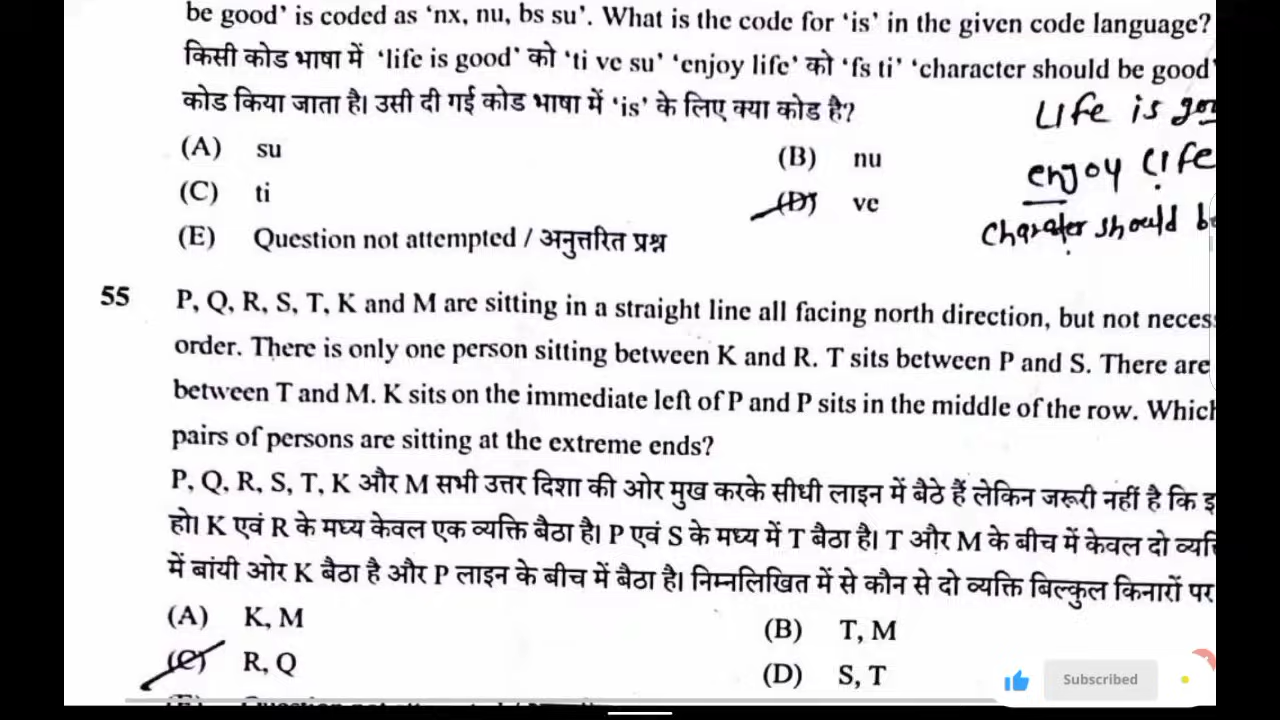 be good’ is coded as ‘nx, nu, bs su’. What is the code for ‘is’ in the given code language?
किसी कोड भाषा में ‘life is good’ को ‘ti ve su’ ‘enjoy life’ को ‘fs ti’ ‘character should be good’
कोड किया जाता है। उसी दी गई कोड भाषा में ‘is’ के लिए क्या कोड है?
Life is
(A) su
(B) nu
enjoy life
(C) ti
(D) ve
Charater should
(E) Question not attempted / अनुत्तरित प्रश्न
55 P, Q, R, S, T, K and M are sitting in a straight line all facing north direction, but not neces
order. There is only one person sitting between K and R. T sits between P and S. There are
between T and M. K sits on the immediate left of P and P sits in the middle of the row. Which
pairs of persons are sitting at the extreme ends?
P, Q, R, S, T, K और M सभी उत्तर दिशा की ओर मुख करके सीधी लाइन में बैठे हैं लेकिन जरूरी नहीं है कि इ
हो। K एवं R के मध्य केवल एक व्यक्ति बैठा है। P एवं S के मध्य में T बैठा है। T और M के बीच में केवल दो
में बांयी ओर K बैठा है और P लाइन के बीच में बैठा है। निम्नलिखित में से कौन से दो व्यक्ति बिल्कुल किनारों पर
(A) K, M
(B) T, M
(C) R, Q
(D) S, T
Subscribed